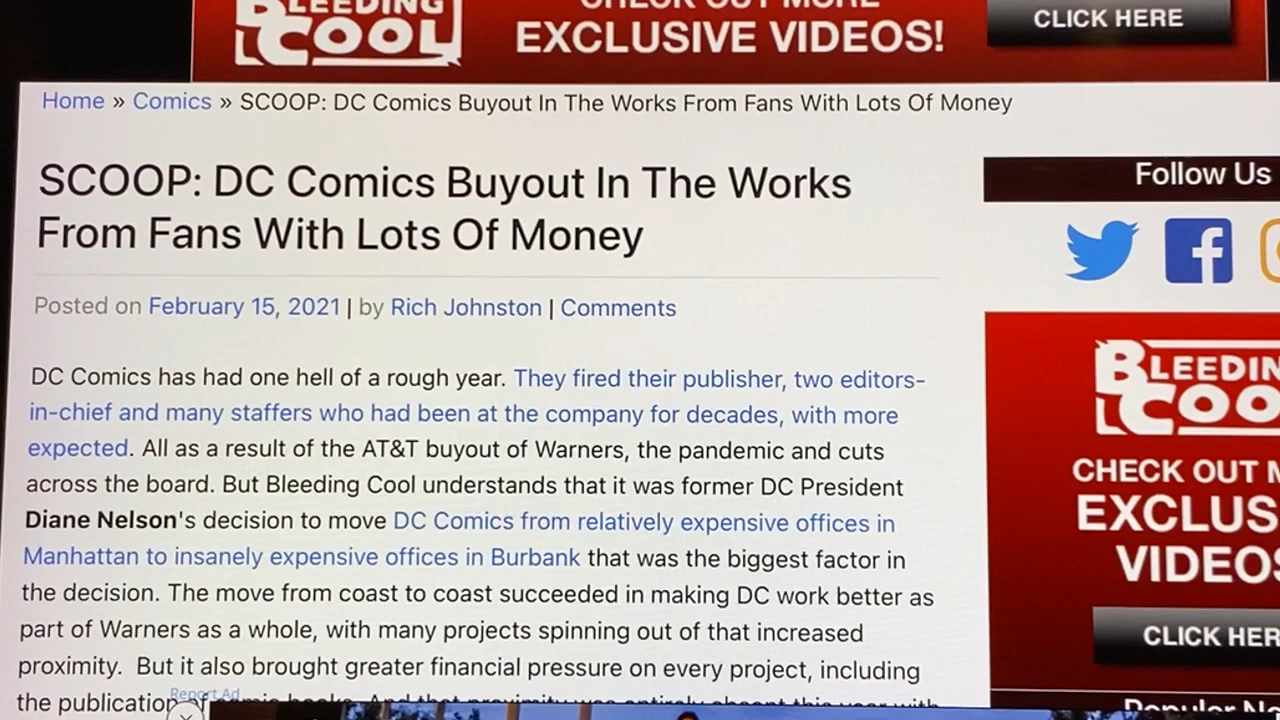 BLEEDING
COOL
CHECK OUT MORE
EXCLUSIVE VIDEOS!
CLICK HERE
Home » Comics » SCOOP: DC Comics Buyout In The Works From Fans With Lots Of Money
SCOOP: DC Comics Buyout In The Works
From Fans With Lots Of Money
Posted on February 15, 2021 | by Rich Johnston | Comments
DC Comics has had one hell of a rough year. They fired their publisher, two editors-
in-chief and many staffers who had been at the company for decades, with more
expected. All as a result of the AT&T buyout of Warners, the pandemic and cuts
across the board. But Bleeding Cool understands that it was former DC President
Diane Nelson's decision to move DC Comics from relatively expensive offices in
Manhattan to insanely expensive offices in Burbank that was the biggest factor in
the decision. The move from coast to coast succeeded in making DC work better as
part of Warners as a whole, with many projects spinning out of that increased
proximity. But it also brought greater financial pressure on every project, including
the publication
Report Ad
Follow Us
BLEEDIN
COO
CHECK OUT M
EXCLUS
VIDEOS
CLICK HER